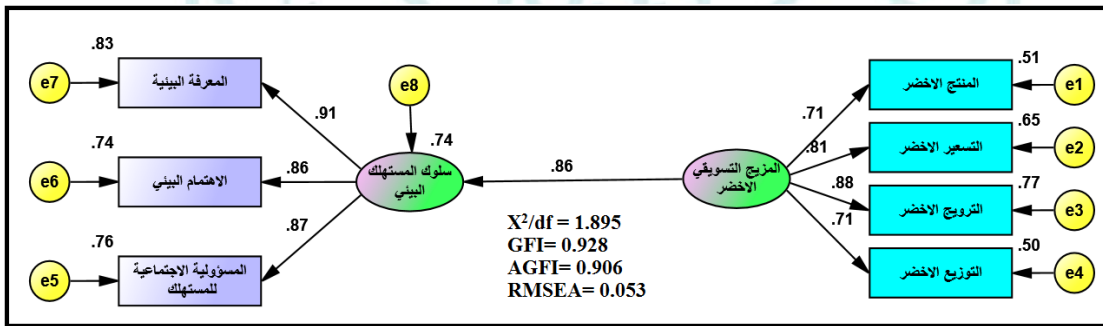 .83
e7
المعرفة البيئية
.91
.74
e6
الاهتمام البيئي
.86
.76
e5
المسؤولية الاجتماعية
للمستهلك
.87
e8
.74
سلوك المستهلك
البيئي
.86
المزيج التسويقي
الاخضر
.71
.51
المنتج الاخضر
e1
.81
.65
التسعير الاخضر
e2
.88
.77
الترويج الاخضر
e3
.71
.50
التوزيع الاخضر
e4
X²/df = 1.895
GFI= 0.928
AGFI= 0.906
RMSEA= 0.053